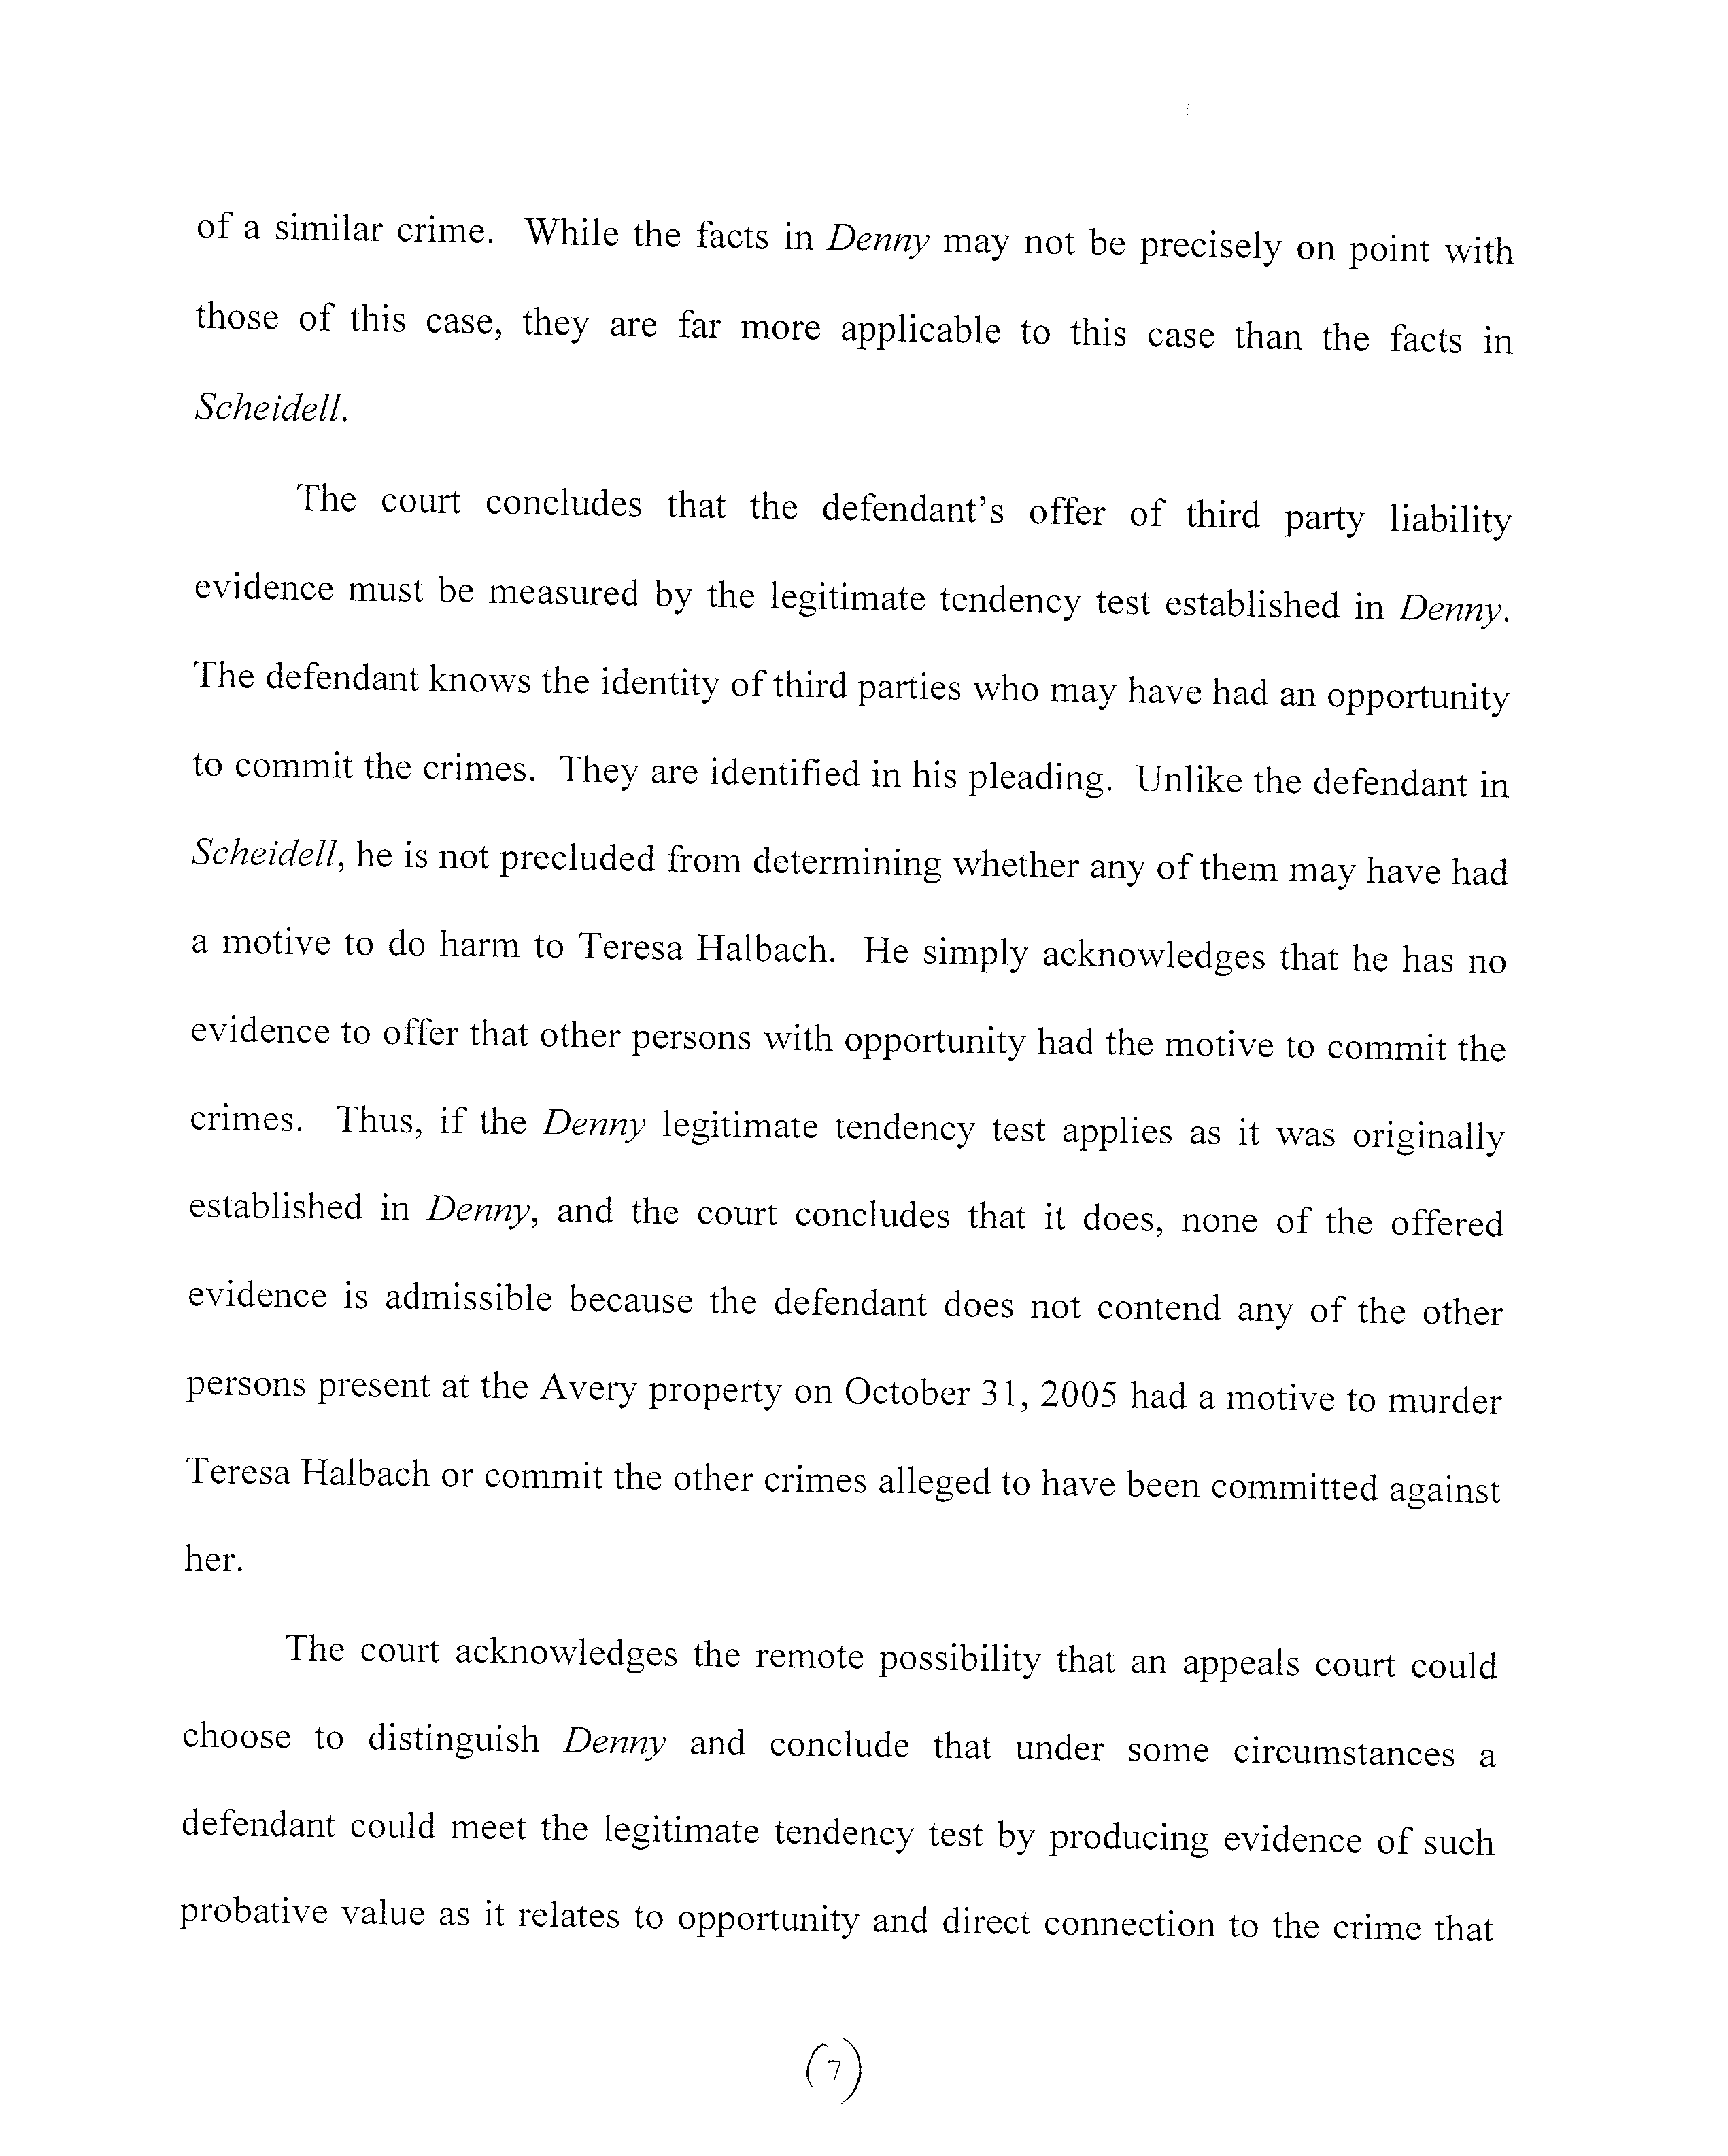 of a similar crime. While the facts in Denny may not be precisely on point with
those of this case, they are far more applicable to this case than the facts in
Scheidell.
The court concludes that the defendant's offer of third party liability
evidence must be measured by the legitimate tendency test established in Denny.
The defendant knows the identity of third parties who may have had an opportunity
to commit the crimes. They are identified in his pleading. Unlike the defendant in
Scheidell, he is not precluded from determining whether any of them may have had
a motive to do harm to Teresa Halbach. He simply acknowledges that he has no
evidence to offer that other persons with opportunity had the motive to commit the
crimes. Thus, if the Denny legitimate tendency test applies as it was originally
established in Denny, and the court concludes that it does, none of the offered
evidence is admissible because the defendant does not contend any of the other
persons present at the Avery property on October 31, 2005 had a motive to murder
Teresa Halbach or commit the other crimes alleged to have been committed against
her.
The court acknowledges the remote possibility that an appeals court could
choose to distinguish Denny and conclude that under some circumstances a
defendant could meet the legitimate tendency test by producing evidence of such
probative value as it relates to opportunity and direct connection to the crime that
(7)